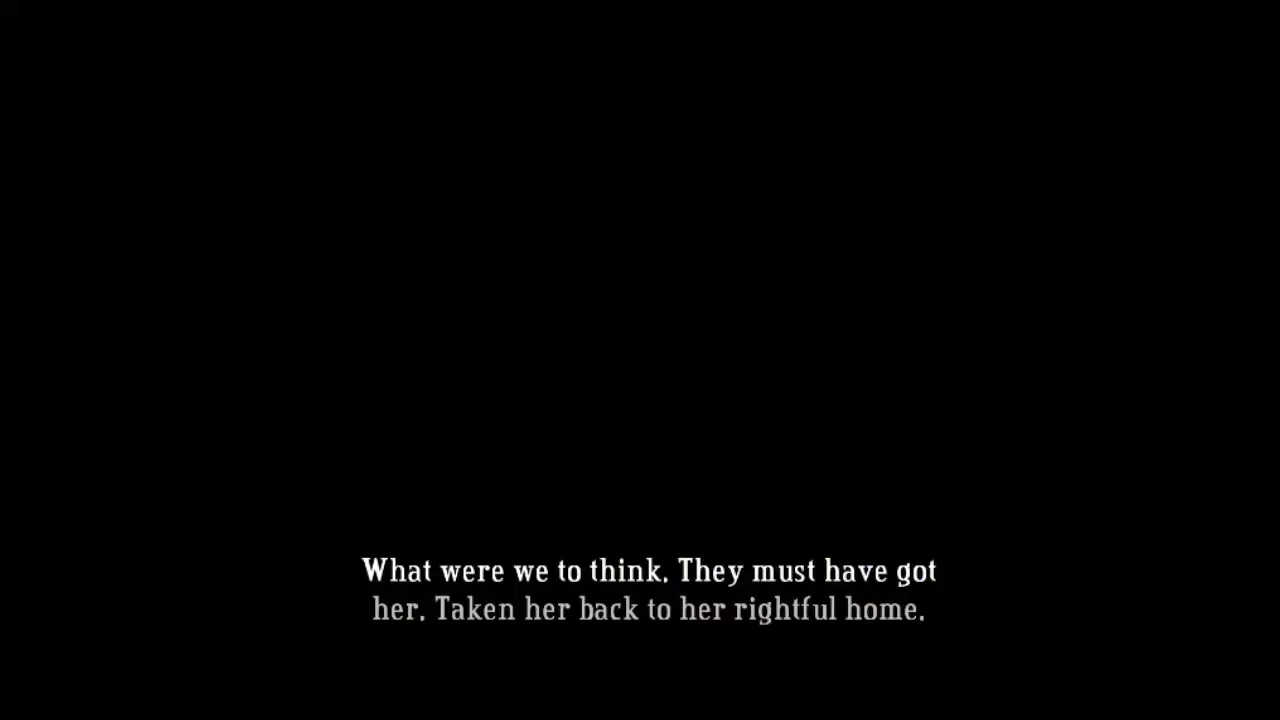 What were we to think. They must have got
her. Taken her back to her rightful home.